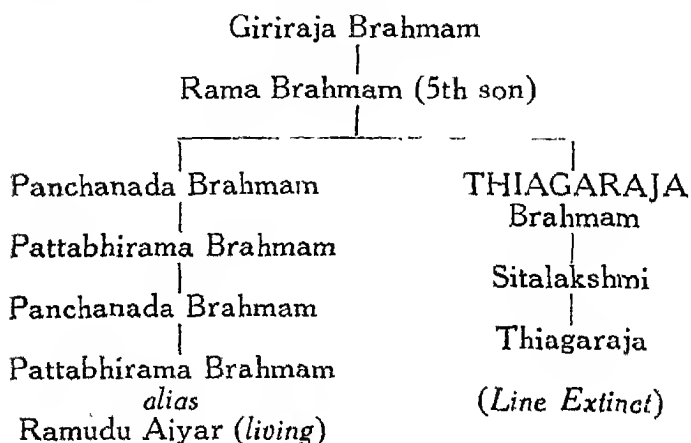 Giriraja Brahmam
Rama Brahmam (5th son)
Panchanada Brahmam
Pattabhirama Brahmam
Panchanada Brahmam
Pattabhirama Brahmam
alias
Ramudu Aiyar (living)
THIAGARAJA
Brahmam
Sitalakshmi
Thiagaraja
(Line Extinct)